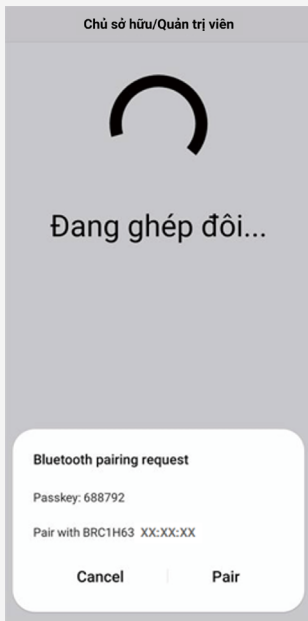 Chủ sở hữu/Quản trị viên
Đang ghép đôi...
Bluetooth pairing request
Passkey: 688792
Pair with BRC1H63 XX:XX:XX
Cancel Pair